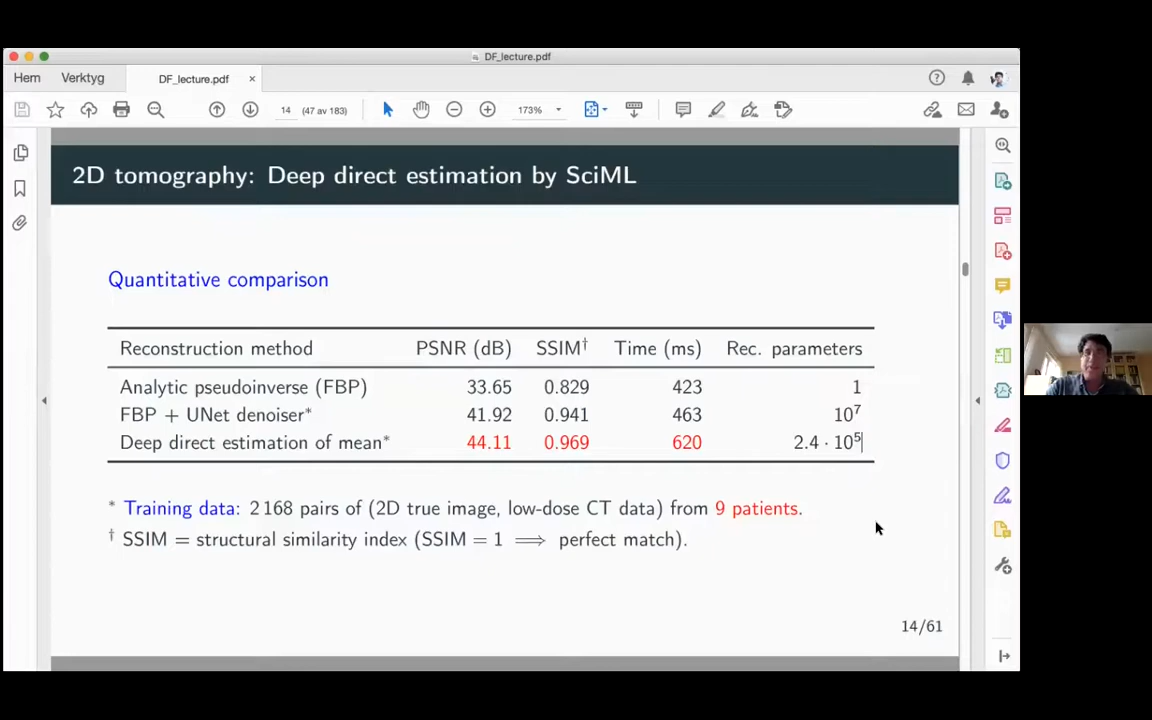 DF_lecture.pdf
Hem Verktyg DF_lecture.pdf ×
14 (47 av 183) 173%
2D tomography: Deep direct estimation by SciML
Quantitative comparison
Reconstruction method PSNR (dB) SSIM† Time (ms) Rec. parameters
Analytic pseudoinverse (FBP) 33.65 0.829 423 1
FBP + UNet denoiser* 41.92 0.941 463 10⁷
Deep direct estimation of mean* 44.11 0.969 620 2.4 · 10⁵
* Training data: 2 168 pairs of (2D true image, low-dose CT data) from 9 patients.
† SSIM = structural similarity index (SSIM = 1 ⟹ perfect match).
14/61